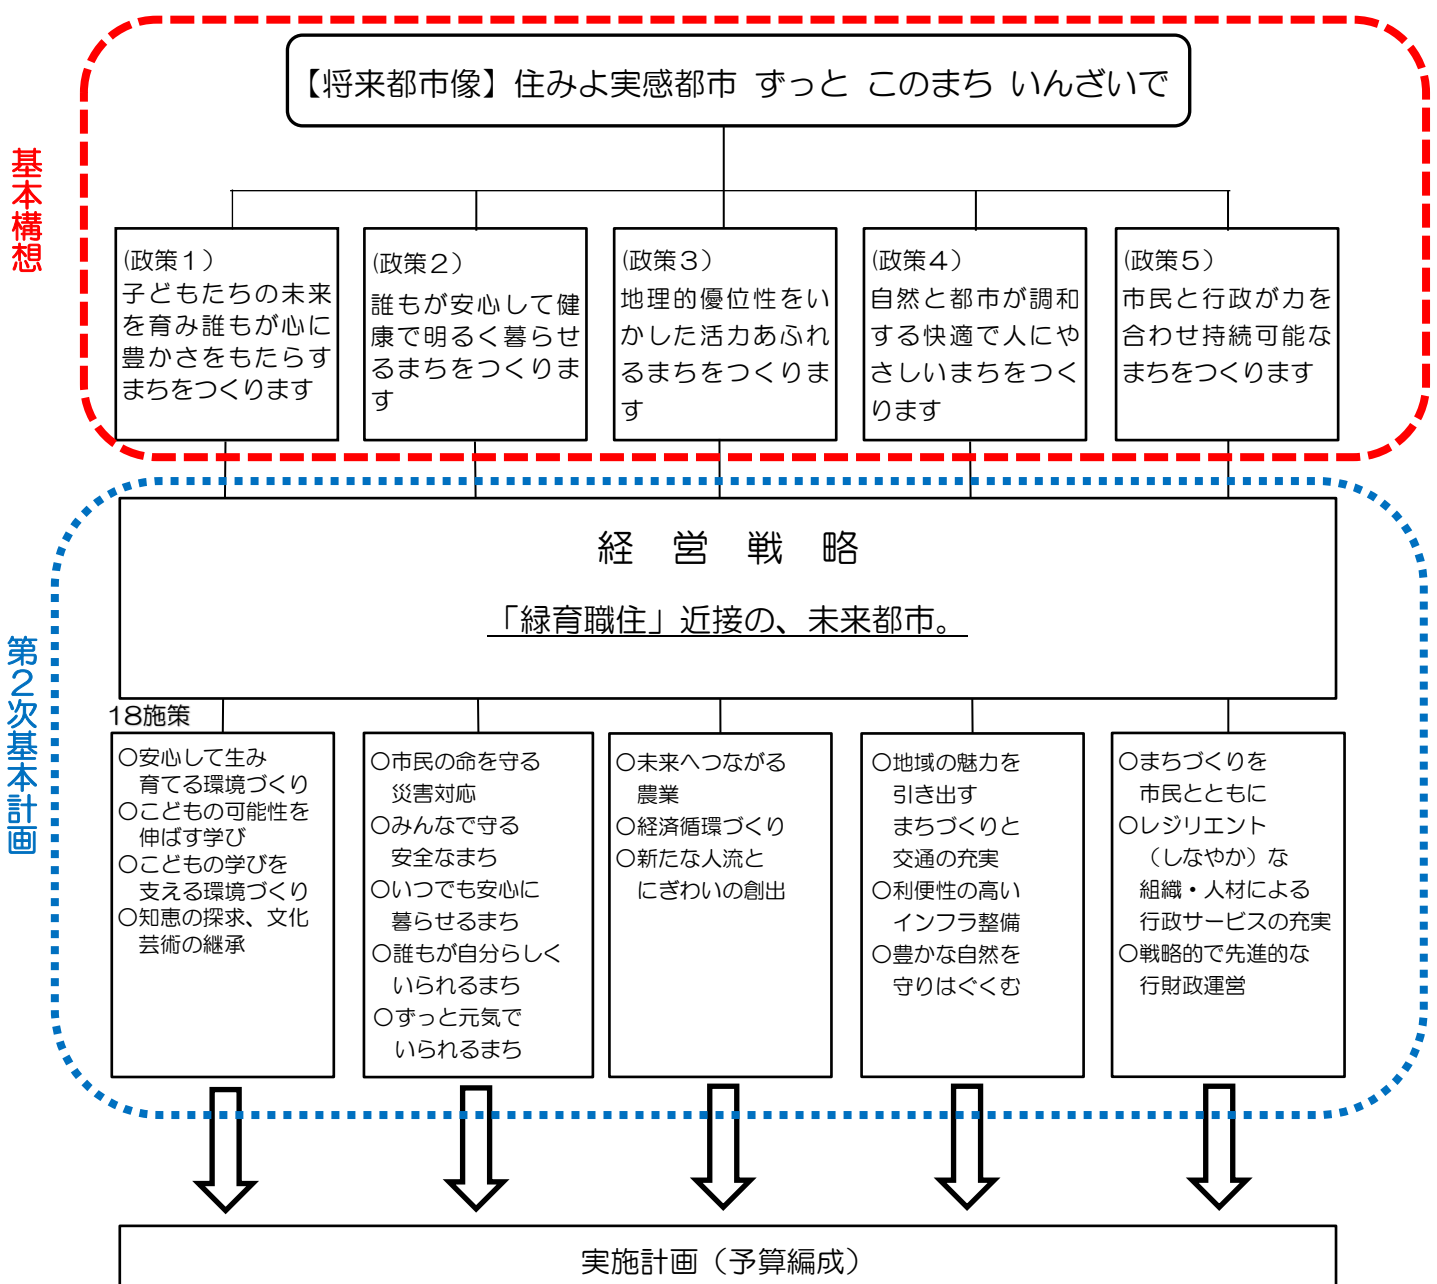 基本構想
【将来都市像】住みよ実感都市 ずっと このまち いんざいで
(政策１）
子どもたちの未来
を育み誰もが心に
豊かさをもたらす
まちをつくります
(政策２）
誰もが安心して健
康で明るく暮らせ
るまちをつくりま
す
(政策３）
地理的優位性をい
かした活力あふれ
るまちをつくりま
す
(政策４）
自然と都市が調和
する快適で人にや
さしいまちをつく
ります
(政策５）
市民と行政が力を
合わせ持続可能な
まちをつくります
第２次基本計画
経 営 戦 略
「緑育職住」近接の、未来都市。
18施策
○安心して生み
育てる環境づくり
○こどもの可能性を
伸ばす学び
○こどもの学びを
支える環境づくり
○知恵の探求、文化
芸術の継承
○市民の命を守る
災害対応
○みんなで守る
安全なまち
○いつでも安心に
暮らせるまち
○誰もが自分らしく
いられるまち
○ずっと元気で
いられるまち
○未来へつながる
農業
○経済循環づくり
○新たな人流と
にぎわいの創出
○地域の魅力を
引き出す
まちづくりと
交通の充実
○利便性の高い
インフラ整備
○豊かな自然を
守りはぐくむ
○まちづくりを
市民とともに
○レジリエント
（しなやか）な
組織・人材による
行政サービスの充実
○戦略的で先進的な
行財政運営
実施計画（予算編成）